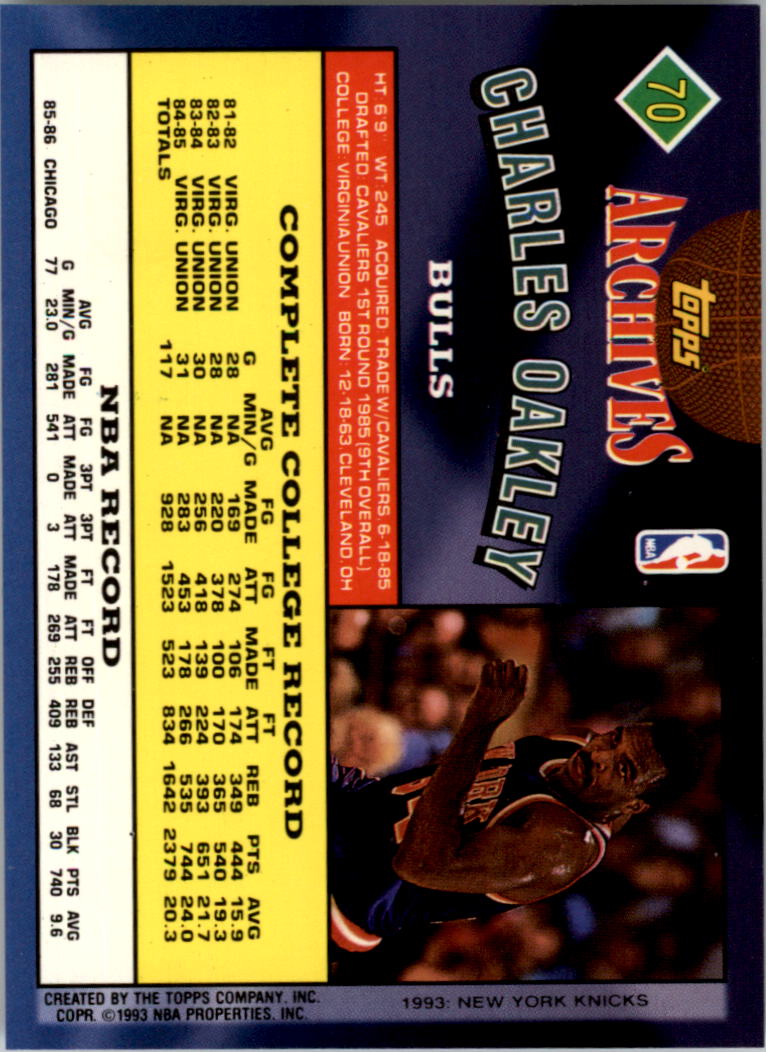 70
topps
ARCHIVES
NBA
CHARLES OAKLEY
BULLS
HT: 6'9" WT: 245 ACQUIRED: TRADE W/CAVALIERS, 6-18-85
DRAFTED: CAVALIERS 1ST ROUND 1985 (9TH OVERALL)
COLLEGE: VIRGINIA UNION BORN: 12-18-63, CLEVELAND, OH
YORK
1993: NEW YORK KNICKS
COMPLETE COLLEGE RECORD
AVG FG FG FT FT
G MIN/G MADE ATT MADE ATT REB PTS AVG
81-82 VIRG. UNION 28 NA 169 274 106 174 349 444 15.9
82-83 VIRG. UNION 28 NA 220 378 100 170 365 540 19.3
83-84 VIRG. UNION 30 NA 256 418 139 224 393 651 21.7
84-85 VIRG. UNION 31 NA 283 453 178 266 535 744 24.0
TOTALS 117 NA 928 1523 523 834 1642 2379 20.3
NBA RECORD
AVG FG FG 3PT 3PT FT FT OFF DEF
G MIN/G MADE ATT MADE ATT MADE ATT REB REB AST STL BLK PTS AVG
85-86 CHICAGO 77 23.0 281 541 0 3 178 269 255 409 133 68 30 740 9.6
CREATED BY THE TOPPS COMPANY, INC.
COPR. ©1993 NBA PROPERTIES, INC.